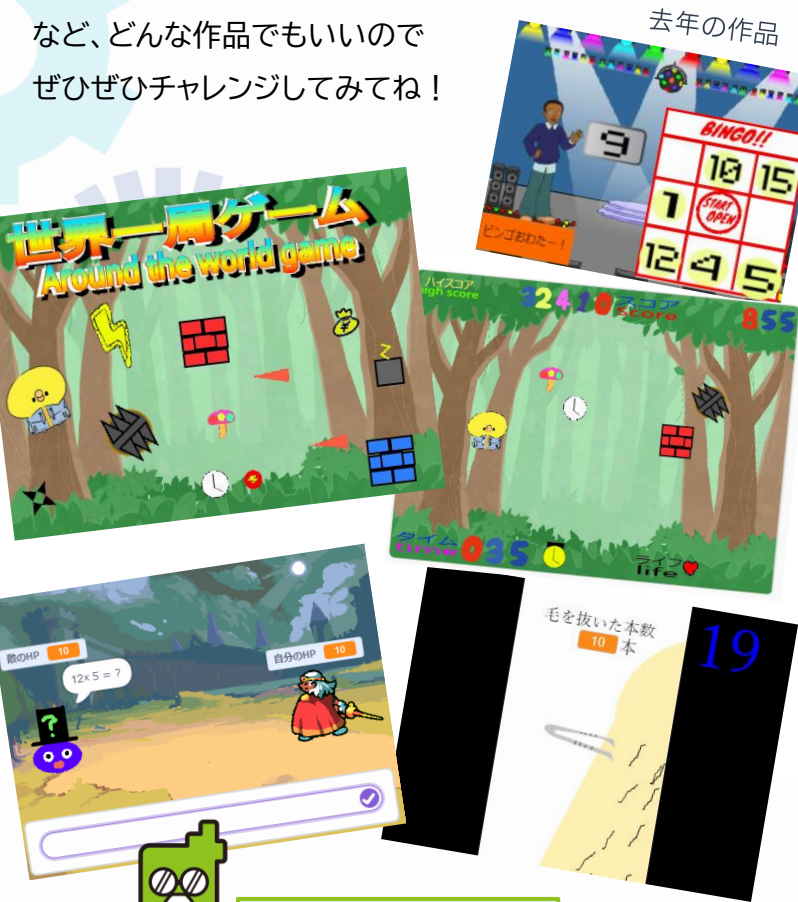 など、どんな作品でもいいので
ぜひぜひチャレンジしてみてね！
去年の作品
9
BINGO!!
10 15
7 START OPEN
12 4 5
ビンゴおわたー！
世界一周ゲーム
Around the world game
ハイスコア
high score
32410
スコア
score
855
タイム
time
035
ライフ
life
敵のHP 10
自分のHP 10
12× 5 = ?
?
毛を抜いた本数
10 本
19